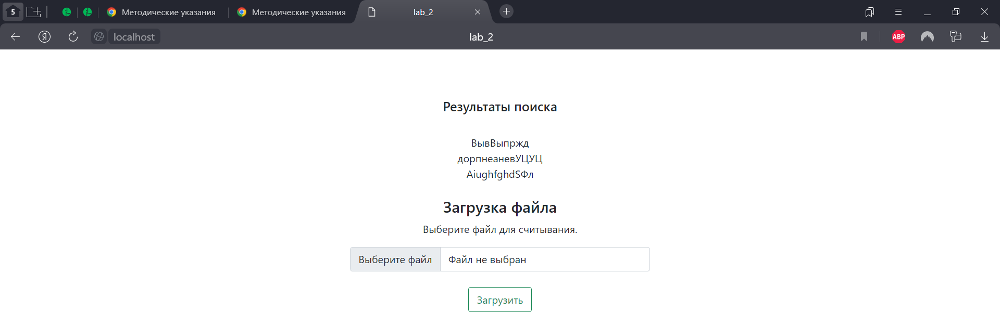 5
Методические указания
Методические указания
lab_2
Я
localhost
lab_2
ABP
Результаты поиска
ВывВыпржд
дорпнеаневУЦУЦ
AiughfghdSФл
Загрузка файла
Выберите файл для считывания.
Выберите файл
Файл не выбран
Загрузить